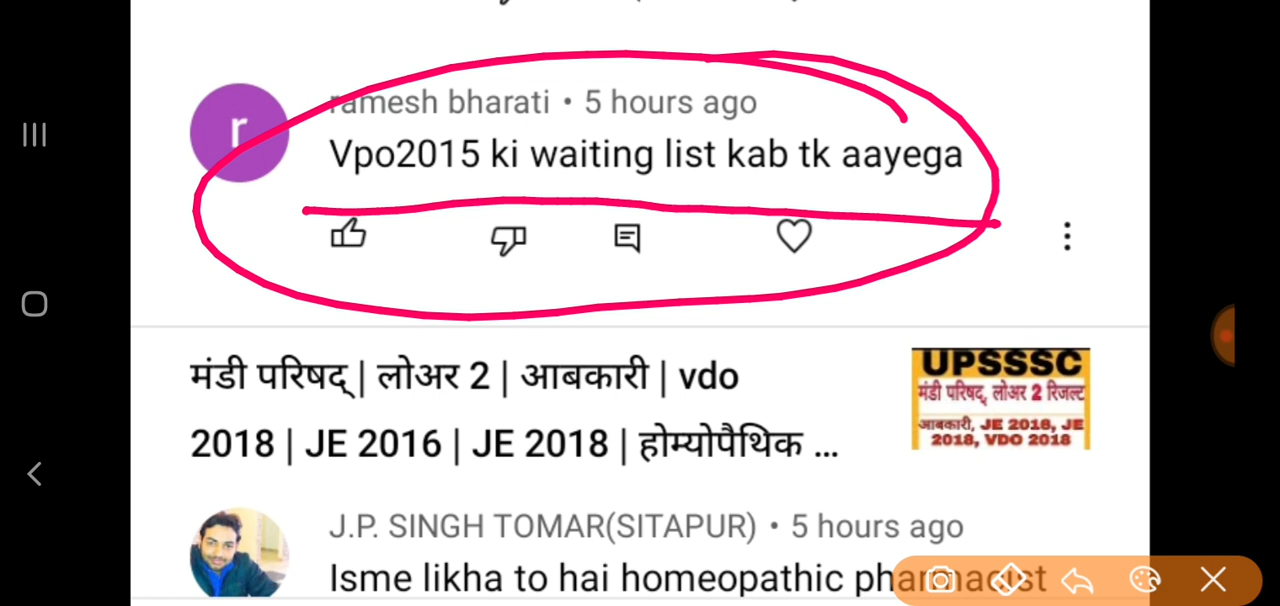 ramesh bharati • 5 hours ago
Vpo2015 ki waiting list kab tk aayega
मंडी परिषद् | लोअर 2 | आबकारी | vdo
2018 | JE 2016 | JE 2018 | होम्योपैथिक ...
UPSSSC
मंडी परिषद्, लोअर 2 रिजल्ट
आबकारी, JE 2016, JE
2018, VDO 2018
J.P. SINGH TOMAR(SITAPUR) • 5 hours ago
Isme likha to hai homeopathic pharmacist